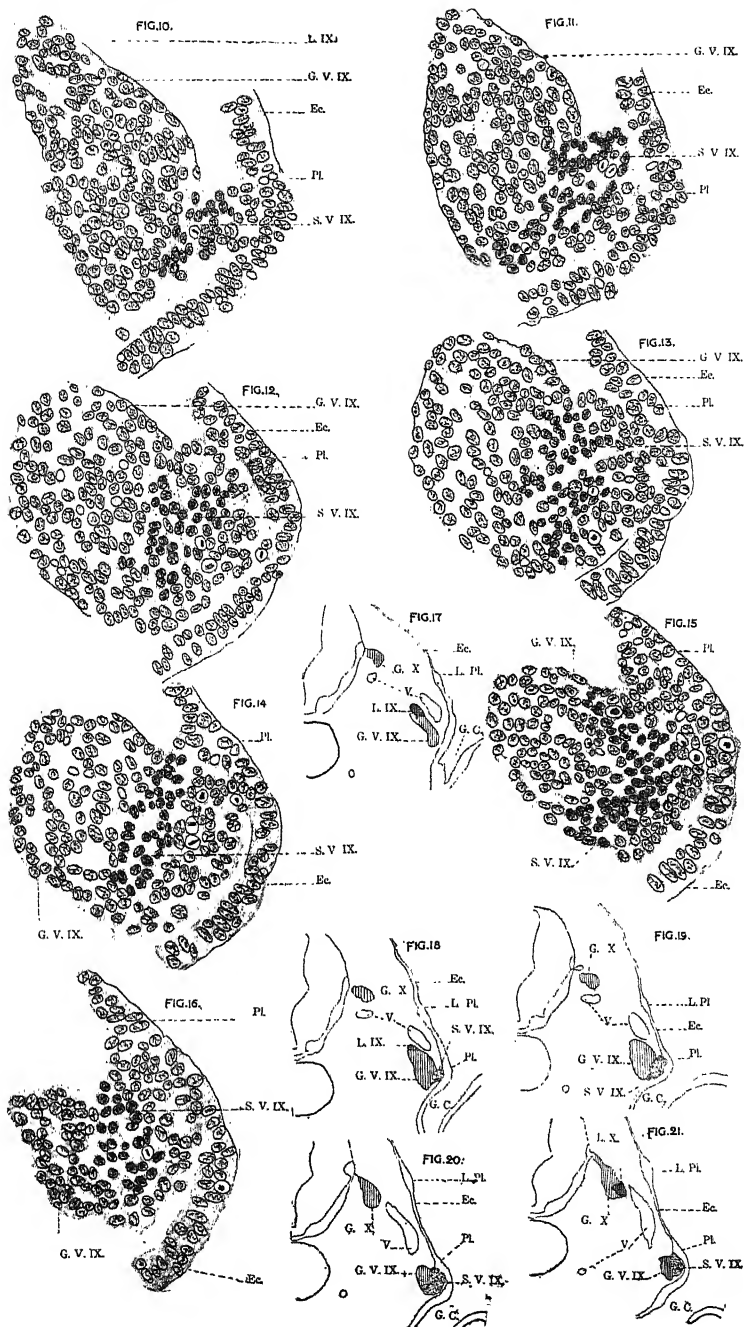 FIG.10.
L. IX.
G. V. IX.
Ec.
Pl.
S. V IX.
FIG.11.
G. V. IX.
Ec.
S V IX.
Pl
FIG.12.
G. V. IX.
Ec.
Pl.
S. V. IX.
FIG.13.
G V IX.
Ec.
Pl.
S. V. IX.
FIG.14
Pl.
S. V IX.
Ec.
G. V. IX.
FIG.17
Ec.
L. Pl.
G. X
V.
L. IX.
G. V. IX.
G. C.
FIG.15
G. V. IX.
Pl.
S. V. IX.
Ec.
FIG.16.
Pl.
S. V. IX.
G. V. IX.
Ec.
FIG.18
Ec.
G. X
L. Pl.
V.
S. V. IX.
L. IX.
Pl.
G. V. IX.
G. C.
FIG.19.
G. X
L. Pl
V.
Ec.
G V IX.
Pl.
S V IX.
G. C.
FIG.20.
L. Pl.
Ec.
G. X
V.
Pl.
G. V. IX.
S. V. IX.
G. C.
FIG.21.
L. X.
L. Pl.
Ec.
G. X
V
Pl.
G. V. IX.
S. V. IX.
G. C.